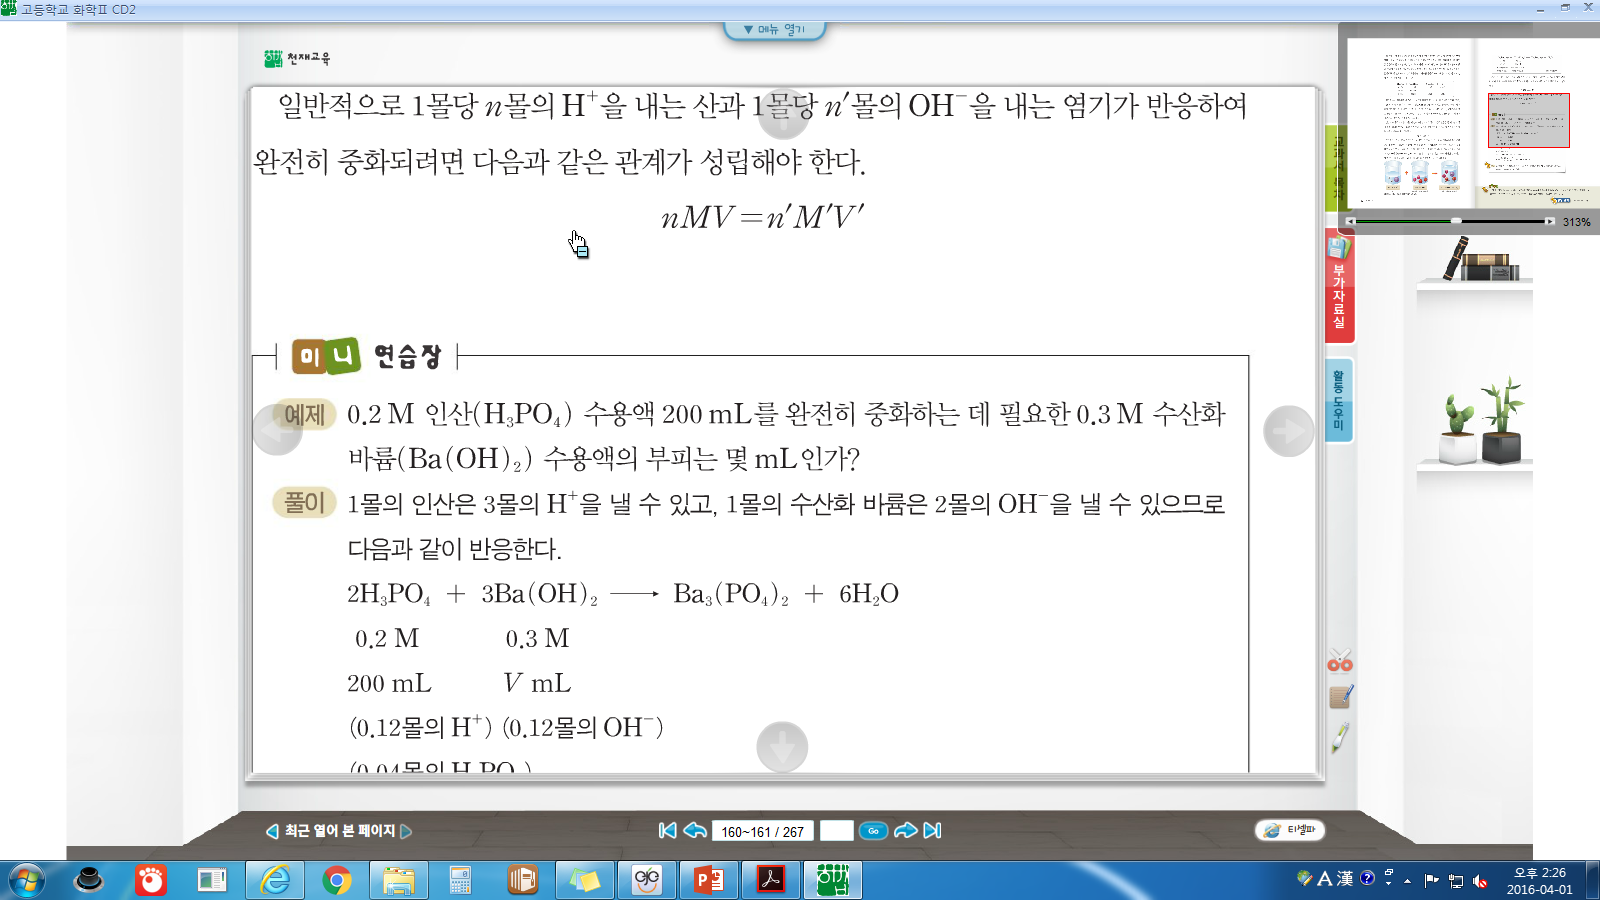 고등학교 화학Ⅱ CD2
▼ 메뉴 열기
천재교육
일반적으로 1몰당 n몰의 H⁺을 내는 산과 1몰당 n′몰의 OH⁻을 내는 염기가 반응하여
완전히 중화되려면 다음과 같은 관계가 성립해야 한다.
nMV=n′M′V′
미니 연습장
예제 0.2 M 인산(H₃PO₄) 수용액 200 mL를 완전히 중화하는 데 필요한 0.3 M 수산화
바륨(Ba(OH)₂) 수용액의 부피는 몇 mL인가?
풀이 1몰의 인산은 3몰의 H⁺을 낼 수 있고, 1몰의 수산화 바륨은 2몰의 OH⁻을 낼 수 있으므로
다음과 같이 반응한다.
2H₃PO₄ + 3Ba(OH)₂ ⟶ Ba₃(PO₄)₂ + 6H₂O
0.2 M 0.3 M
200 mL V mL
(0.12몰의 H⁺) (0.12몰의 OH⁻)
(0.04몰의 H₃PO₄)
313%
교과서 목차
부가자료실
활동 도우미
최근 열어 본 페이지
160~161 / 267
Go
티셀파
A 漢
오후 2:26
2016-04-01